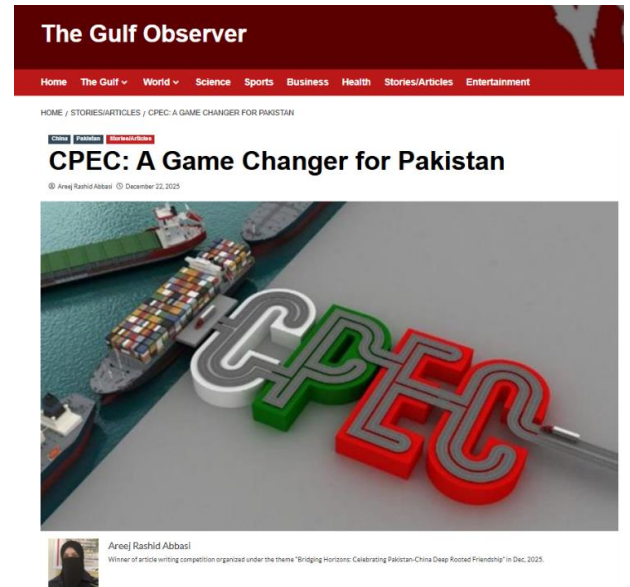 The Gulf Observer
Home The Gulf World Science Sports Business Health Stories/Articles Entertainment
HOME / STORIES/ARTICLES / CPEC: A GAME CHANGER FOR PAKISTAN
China Pakistan Stories/Articles
CPEC: A Game Changer for Pakistan
Areej Rashid Abbasi December 22, 2025
CPEC
Areej Rashid Abbasi
Winner of article writing competition organized under the theme "Bridging Horizons: Celebrating Pakistan-China Deep Rooted Friendship" in Dec, 2025.